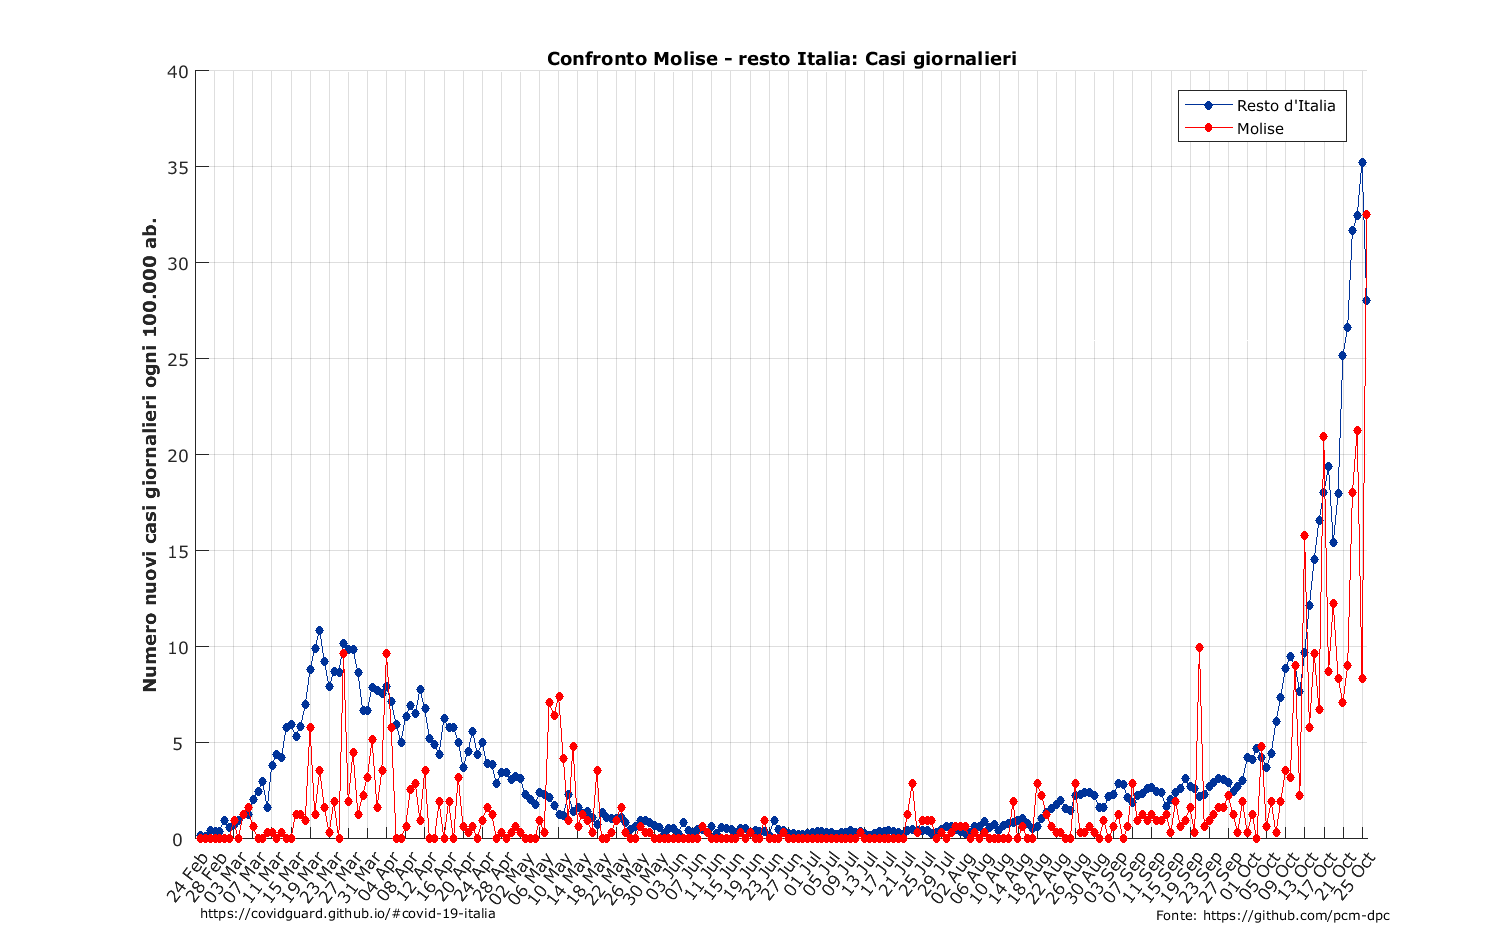 Confronto Molise - resto Italia: Casi giornalieri
Resto d'Italia
Molise
Numero nuovi casi giornalieri ogni 100.000 ab.
40
35
30
25
20
15
10
5
0
24 Feb
28 Feb
03 Mar
07 Mar
11 Mar
15 Mar
19 Mar
23 Mar
27 Mar
31 Mar
04 Apr
08 Apr
12 Apr
16 Apr
20 Apr
24 Apr
28 Apr
02 May
06 May
10 May
14 May
18 May
22 May
26 May
30 May
03 Jun
07 Jun
11 Jun
15 Jun
19 Jun
23 Jun
27 Jun
01 Jul
05 Jul
09 Jul
13 Jul
17 Jul
21 Jul
25 Jul
29 Jul
02 Aug
06 Aug
10 Aug
14 Aug
18 Aug
22 Aug
26 Aug
30 Aug
03 Sep
07 Sep
11 Sep
15 Sep
19 Sep
23 Sep
27 Sep
01 Oct
05 Oct
09 Oct
13 Oct
17 Oct
21 Oct
25 Oct
https://covidguard.github.io/#covid-19-italia
Fonte: https://github.com/pcm-dpc